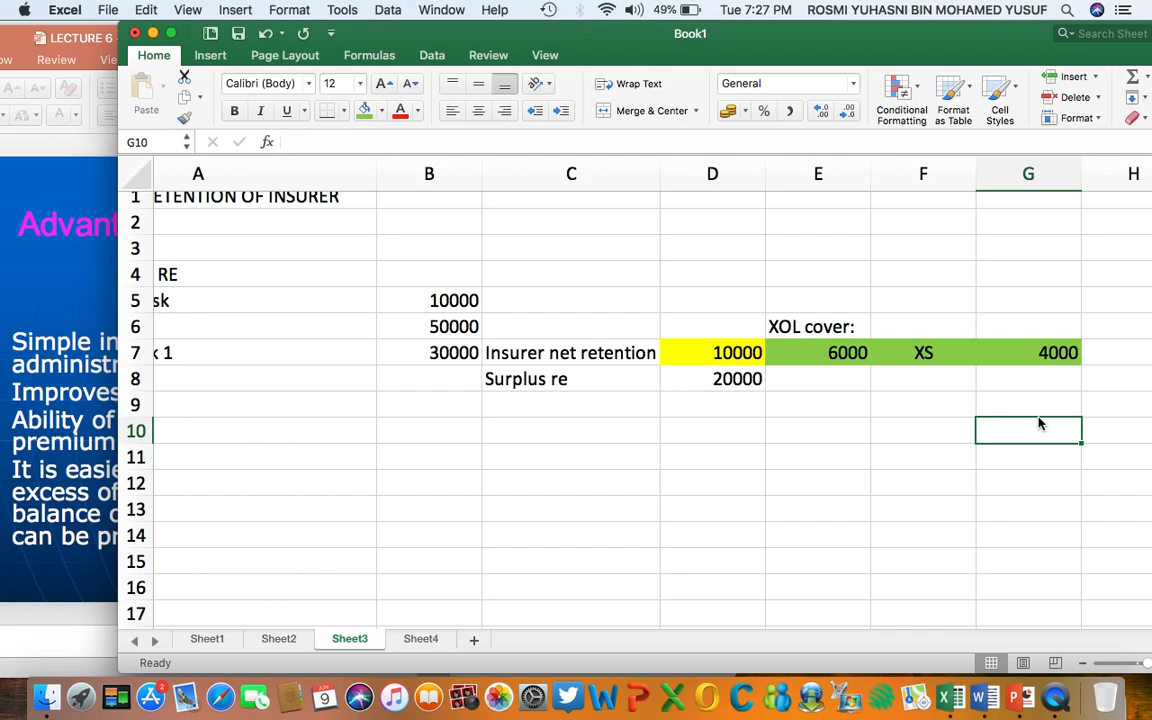 Excel File Edit View Insert Format Tools Data Window Help 49% Tue 7:27 PM ROSMI YUHASNI BIN MOHAMED YUSUF
LECTURE 6
Book1
Search Sheet
Review
Home Insert Page Layout Formulas Data Review View
Paste
Calibri (Body) 12 A A
Wrap Text
General
B I U A
Merge & Center
%
Conditional Formatting
Format as Table
Cell Styles
Insert
Delete
Format
G10 fx
A B C D E F G H
1 ETENTION OF INSURER
2
3
4 RE
5 sk 10000
6 50000 XOL cover:
7 k 1 30000 Insurer net retention 10000 6000 XS 4000
8 Surplus re 20000
9
10
11
12
13
14
15
16
17
Advant
Simple in
administr
Improves
Ability of
premium
It is easie
excess of
balance o
can be pr
Sheet1 Sheet2 Sheet3 Sheet4 +
Ready
9
2